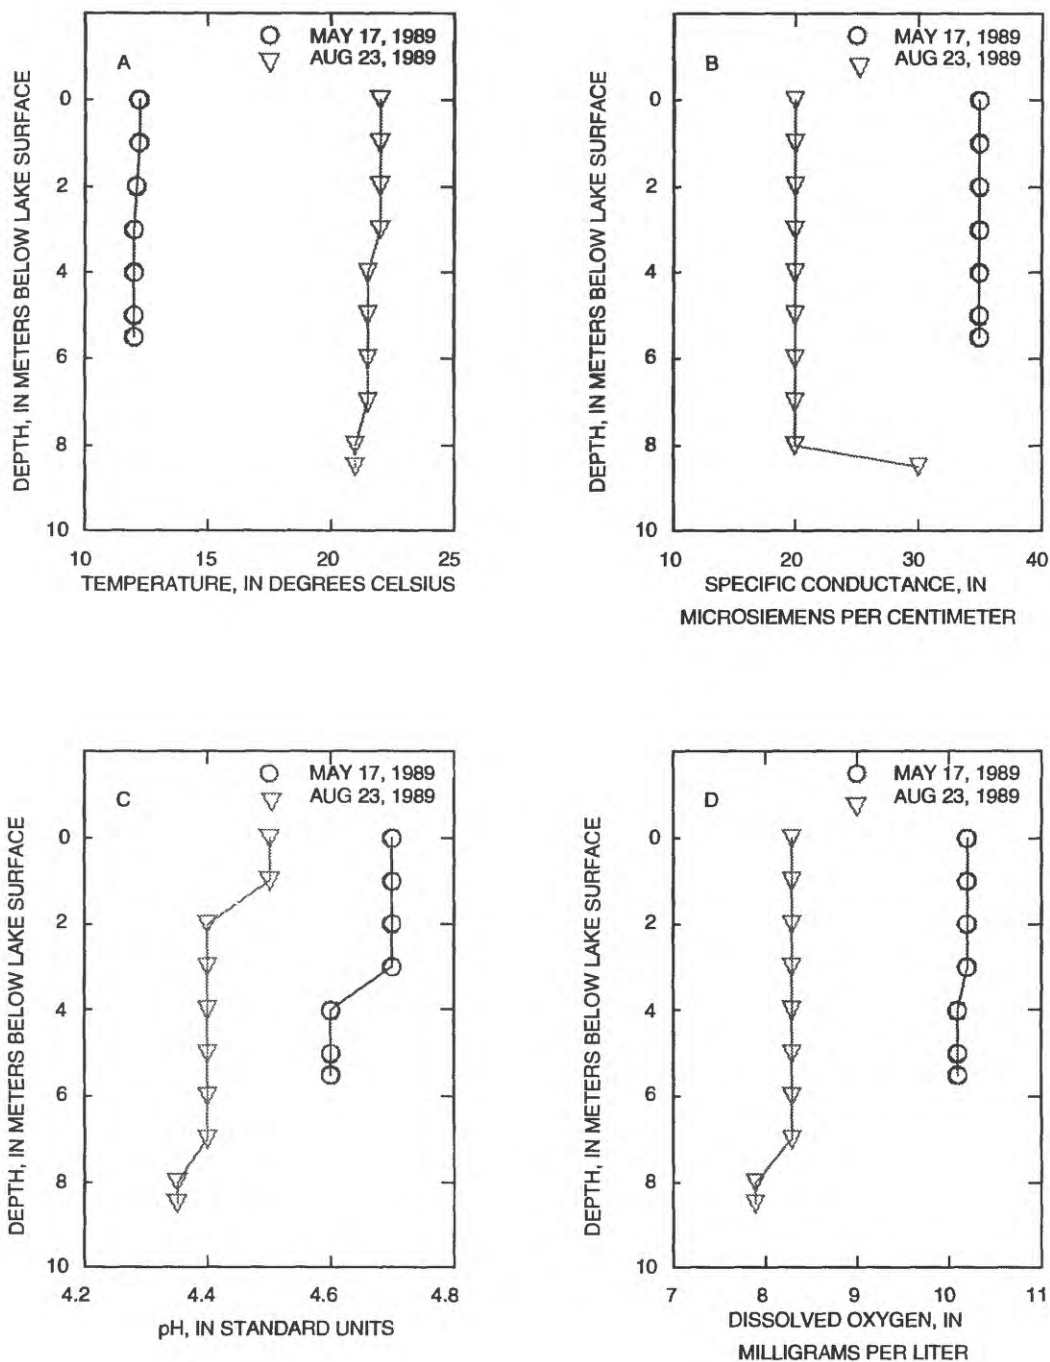 A
MAY 17, 1989
AUG 23, 1989
DEPTH, IN METERS BELOW LAKE SURFACE
0
2
4
6
8
10
10 15 20 25
TEMPERATURE, IN DEGREES CELSIUS
B
MAY 17, 1989
AUG 23, 1989
DEPTH, IN METERS BELOW LAKE SURFACE
0
2
4
6
8
10
10 20 30 40
SPECIFIC CONDUCTANCE, IN
MICROSIEMENS PER CENTIMETER
C
MAY 17, 1989
AUG 23, 1989
DEPTH, IN METERS BELOW LAKE SURFACE
0
2
4
6
8
10
4.2 4.4 4.6 4.8
pH, IN STANDARD UNITS
D
MAY 17, 1989
AUG 23, 1989
DEPTH, IN METERS BELOW LAKE SURFACE
0
2
4
6
8
10
7 8 9 10 11
DISSOLVED OXYGEN, IN
MILLIGRAMS PER LITER